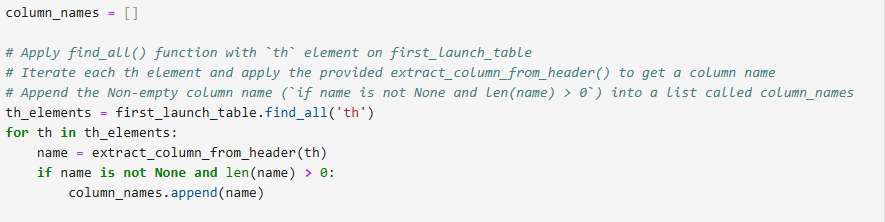 column_names = []
# Apply find_all() function with `th` element on first_launch_table
# Iterate each th element and apply the provided extract_column_from_header() to get a column name
# Append the Non-empty column name (`if name is not None and len(name) > 0`) into a list called column_names
th_elements = first_launch_table.find_all('th')
for th in th_elements:
    name = extract_column_from_header(th)
    if name is not None and len(name) > 0:
        column_names.append(name)